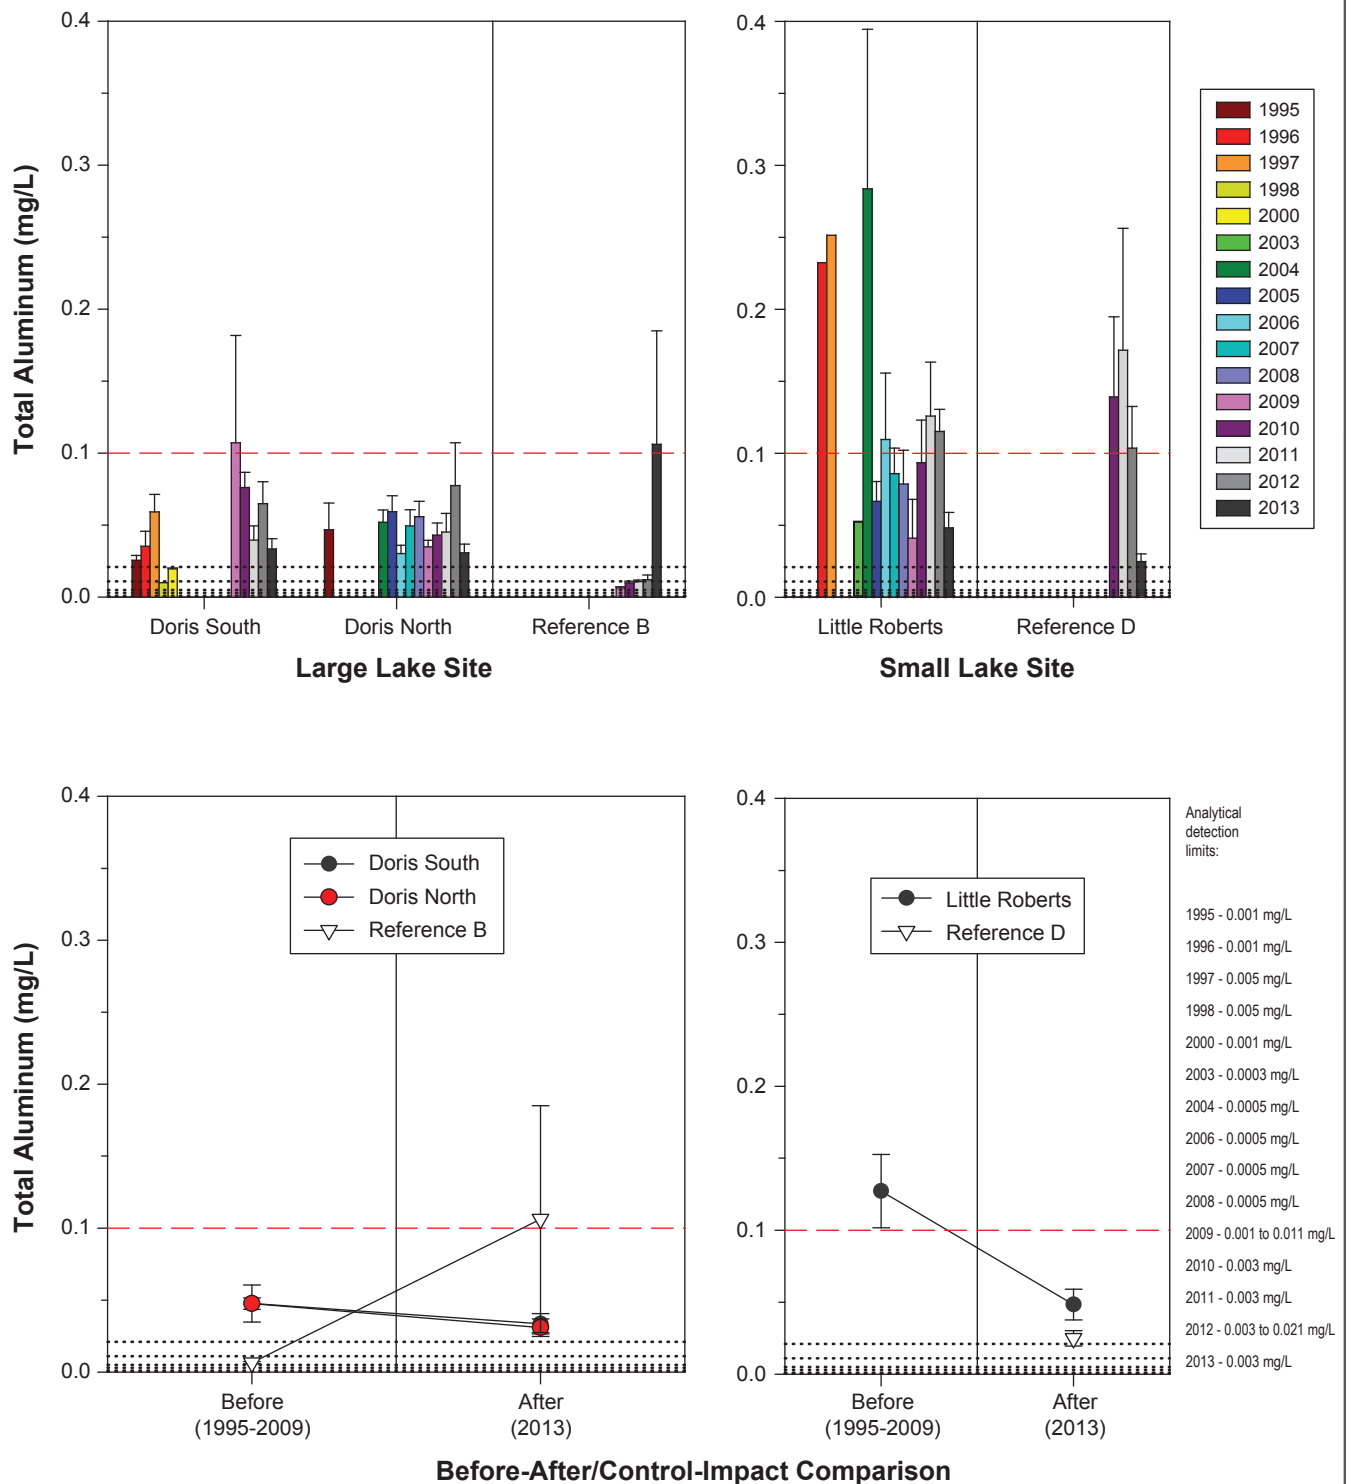 Total Aluminum (mg/L)
0.4
0.3
0.2
0.1
0.0
Doris South
Doris North
Reference B
Large Lake Site
0.4
0.3
0.2
0.1
0.0
Little Roberts
Reference D
Small Lake Site
1995
1996
1997
1998
2000
2003
2004
2005
2006
2007
2008
2009
2010
2011
2012
2013
Total Aluminum (mg/L)
0.4
0.3
0.2
0.1
0.0
Doris South
Doris North
Reference B
Before
(1995-2009)
After
(2013)
0.4
0.3
0.2
0.1
0.0
Little Roberts
Reference D
Before
(1995-2009)
After
(2013)
Analytical
detection
limits:
1995 - 0.001 mg/L
1996 - 0.001 mg/L
1997 - 0.005 mg/L
1998 - 0.005 mg/L
2000 - 0.001 mg/L
2003 - 0.0003 mg/L
2004 - 0.0005 mg/L
2006 - 0.0005 mg/L
2007 - 0.0005 mg/L
2008 - 0.0005 mg/L
2009 - 0.001 to 0.011 mg/L
2010 - 0.003 mg/L
2011 - 0.003 mg/L
2012 - 0.003 to 0.021 mg/L
2013 - 0.003 mg/L
Before-After/Control-Impact Comparison